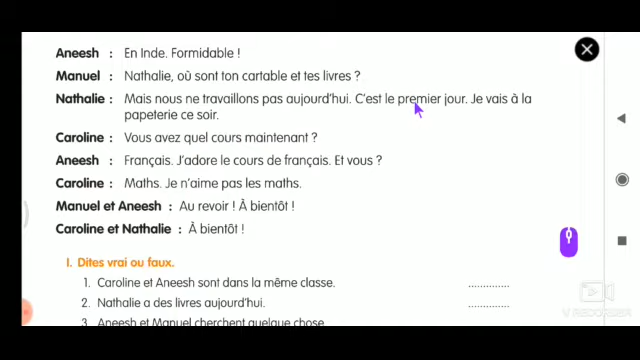 Aneesh : En Inde. Formidable !
Manuel : Nathalie, où sont ton cartable et tes livres ?
Nathalie : Mais nous ne travaillons pas aujourd'hui. C'est le premier jour. Je vais à la
papeterie ce soir.
Caroline : Vous avez quel cours maintenant ?
Aneesh : Français. J'adore le cours de français. Et vous ?
Caroline : Maths. Je n'aime pas les maths.
Manuel et Aneesh : Au revoir ! À bientôt !
Caroline et Nathalie : À bientôt !
I. Dites vrai ou faux.
1. Caroline et Aneesh sont dans la même classe. ..............
2. Nathalie a des livres aujourd'hui. ..............
3. Aneesh et Manuel cherchent quelque chose.
V RECORDER